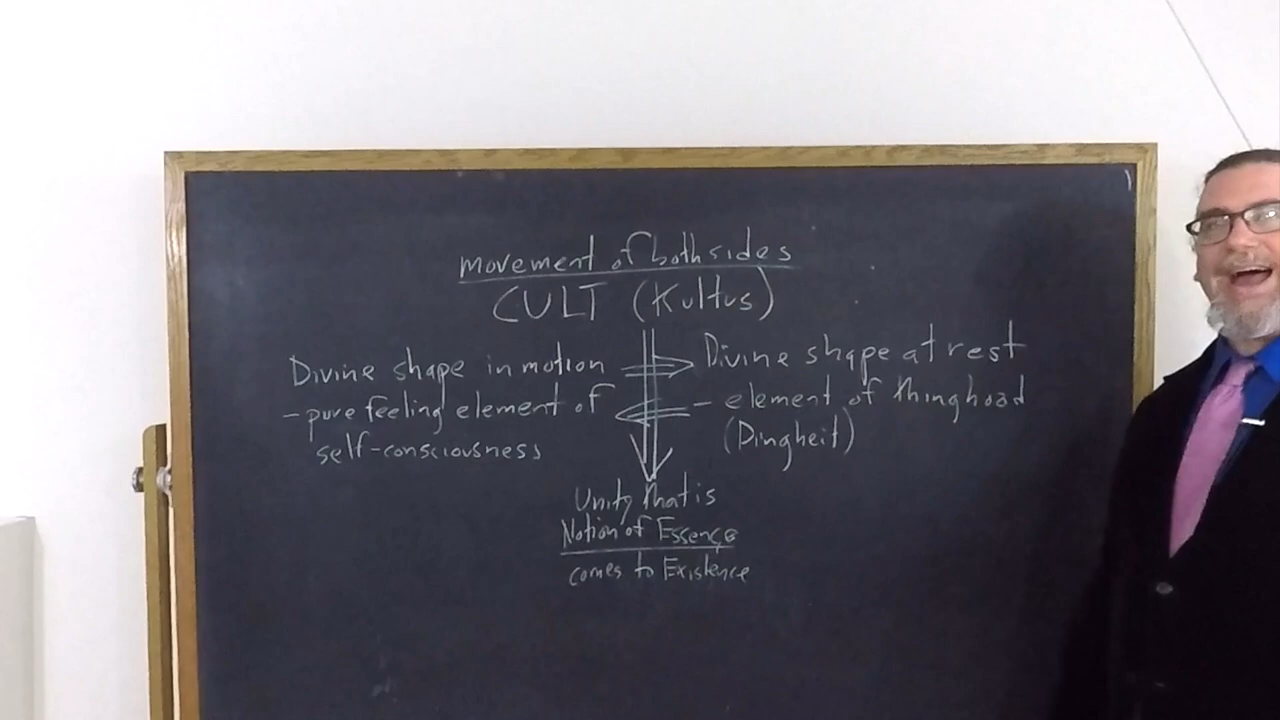 movement of both sides
CULT (Kultus)
Divine shape in motion
- pure feeling element of
self-consciousness
Divine shape at rest
- element of thinghood
(Dingheit)
Unity that is
Notion of Essence
comes to Existence